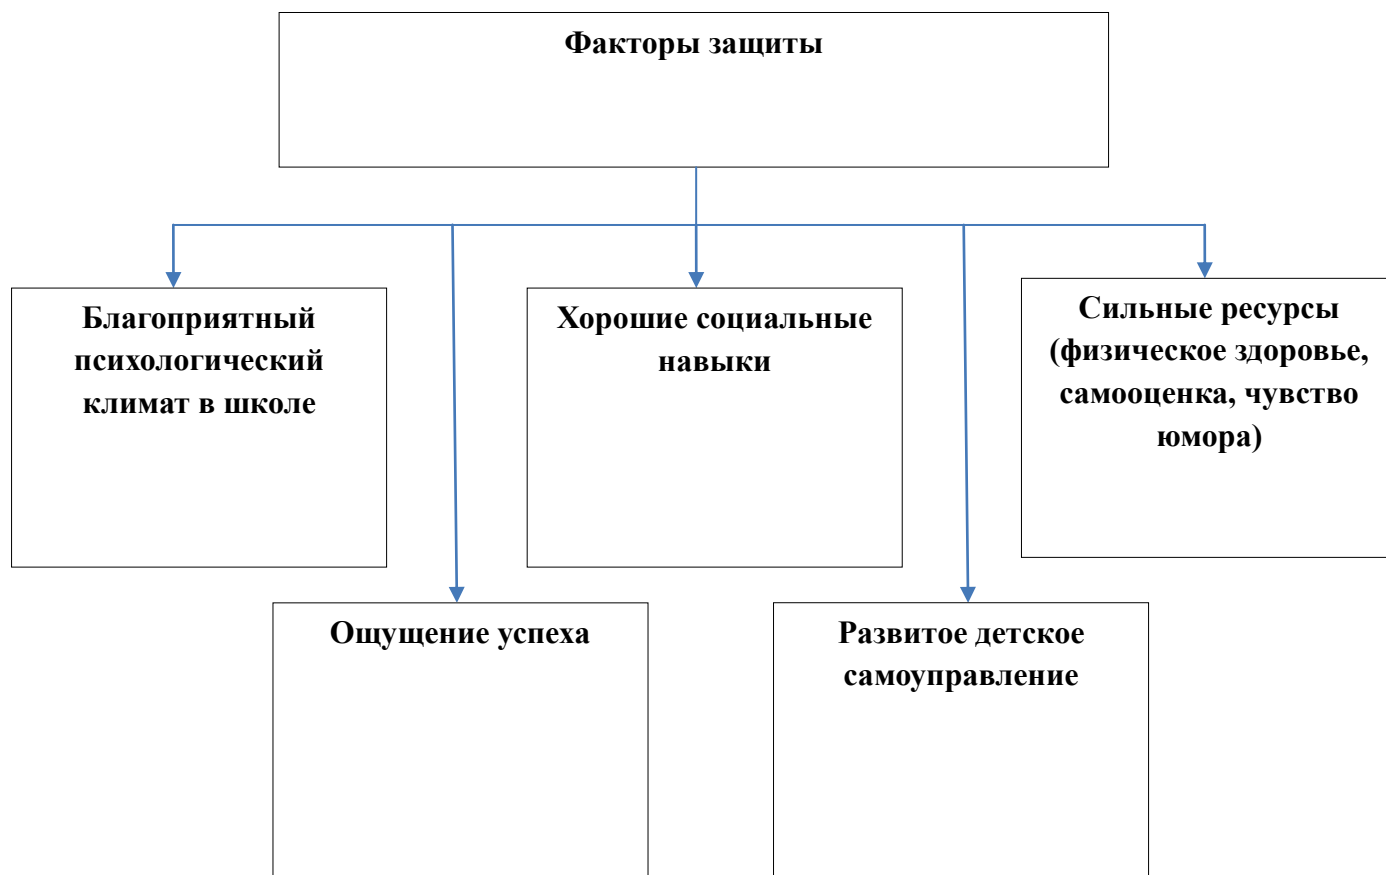 Факторы защиты
Благоприятный
психологический
климат в школе
Хорошие социальные
навыки
Сильные ресурсы
(физическое здоровье,
самооценка, чувство
юмора)
Ощущение успеха
Развитое детское
самоуправление